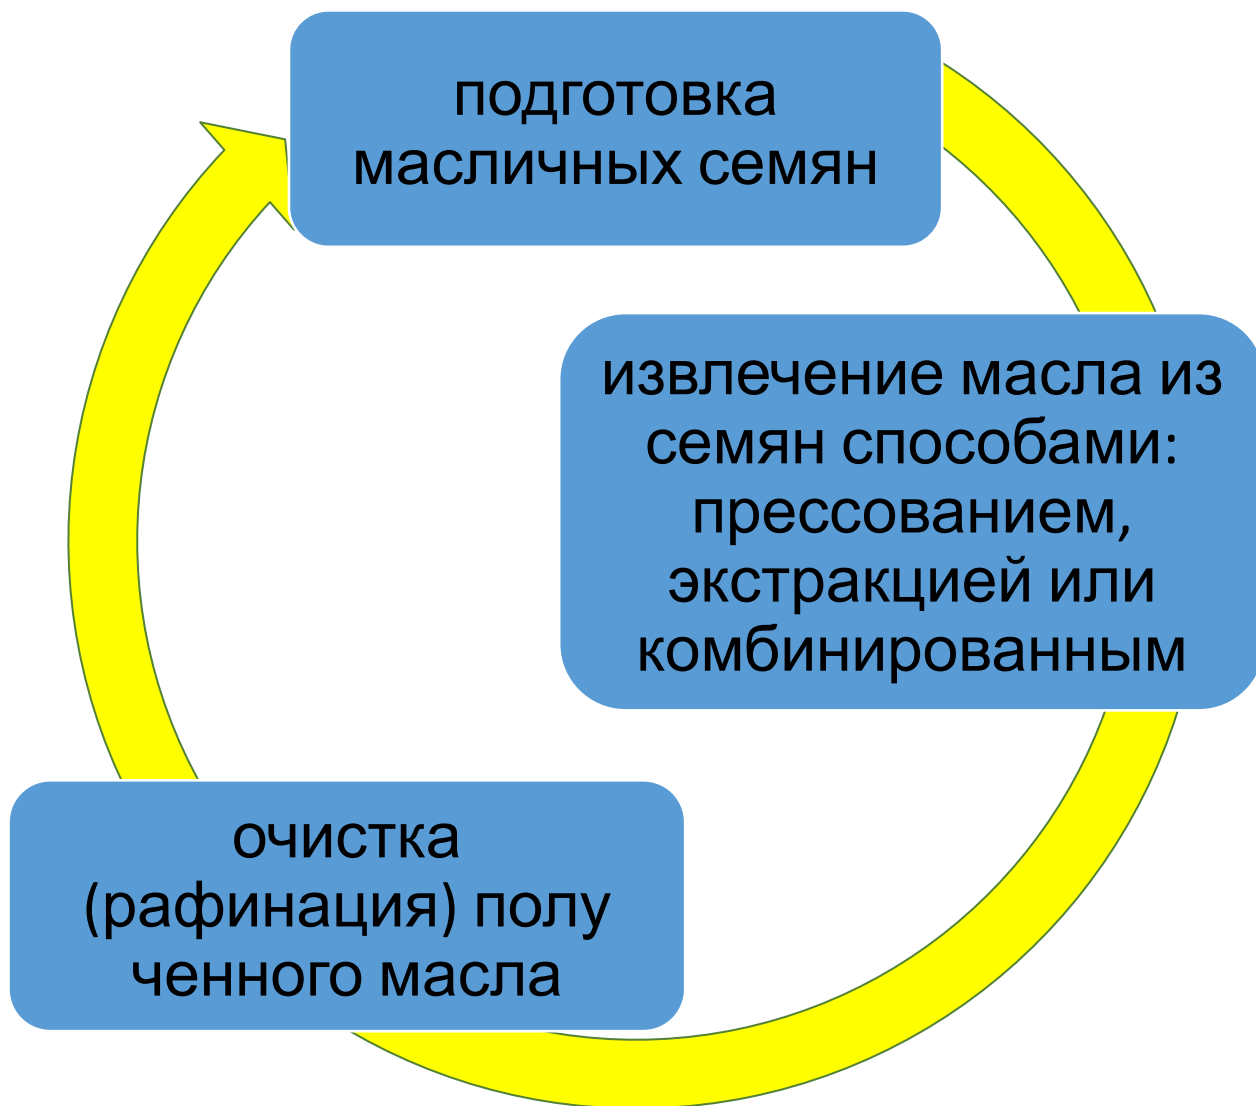 подготовка
масличных семян
извлечение масла из
семян способами:
прессованием,
экстракцией или
комбинированным
очистка
(рафинация) полу
ченного масла